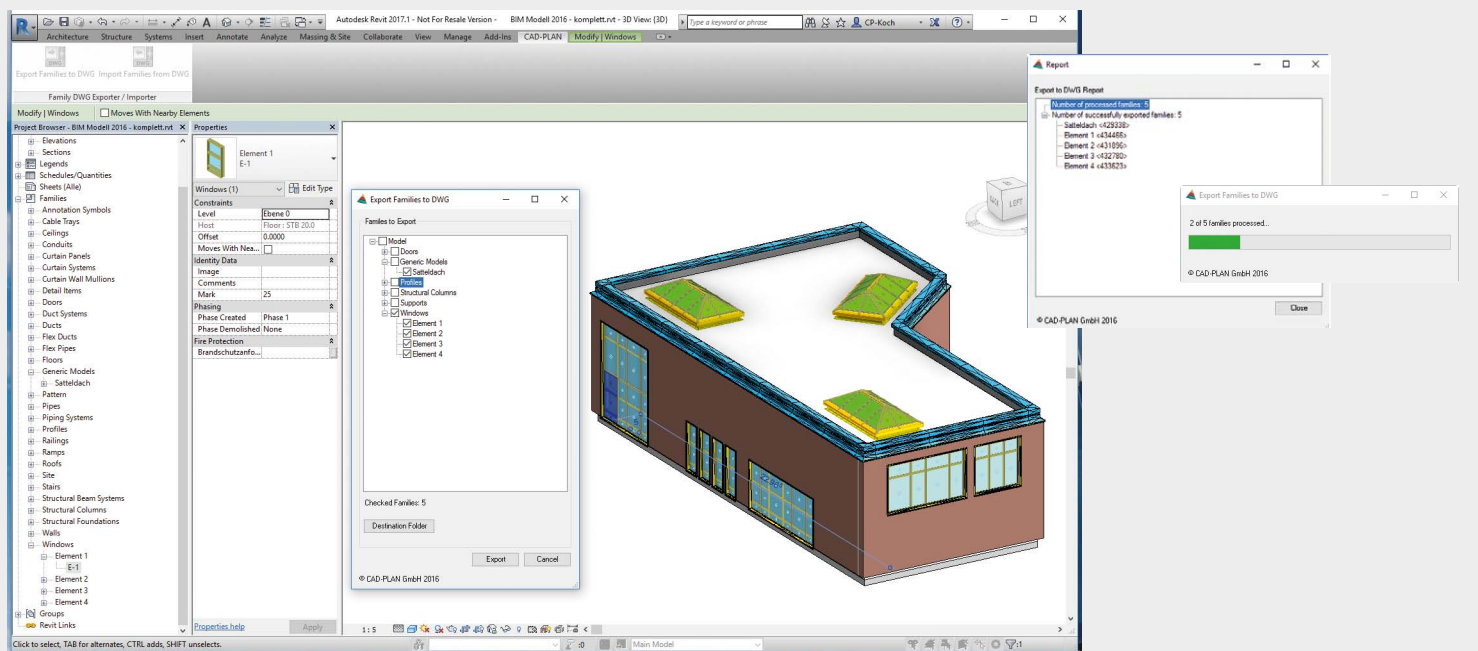 Autodesk Revit 2017.1 - Not For Resale Version - BIM Modell 2016 - komplett.rvt - 3D View: {3D}
Type a keyword or phrase
CP-Koch
Architecture Structure Systems Insert Annotate Analyze Massing & Site Collaborate View Manage Add-Ins CAD-PLAN Modify | Windows
DWG DWG
Export Families to DWG Import Families from DWG
Family DWG Exporter / Importer
Modify | Windows Moves With Nearby Elements
Project Browser - BIM Modell 2016 - komplett.rvt
Elevations
Sections
Legends
Schedules/Quantities
Sheets (Alle)
Families
Annotation Symbols
Cable Trays
Ceilings
Conduits
Curtain Panels
Curtain Systems
Curtain Wall Mullions
Detail Items
Doors
Duct Systems
Ducts
Flex Ducts
Flex Pipes
Floors
Generic Models
Satteldach
Pattern
Pipes
Piping Systems
Profiles
Railings
Ramps
Roofs
Site
Stairs
Structural Beam Systems
Structural Columns
Structural Foundations
Walls
Windows
Element 1
E-1
Element 2
Element 3
Element 4
Groups
Revit Links
Properties
Element 1
E-1
Windows (1) Edit Type
Constraints
Level Ebene 0
Host Floor : STB 20.0
Offset 0.0000
Moves With Nea...
Identity Data
Image
Comments
Mark 25
Phasing
Phase Created Phase 1
Phase Demolished None
Fire Protection
Brandschutzanfo...
Properties help Apply
Export Families to DWG
Familes to Export
Model
Doors
Generic Models
Satteldach
Profiles
Structural Columns
Supports
Windows
Element 1
Element 2
Element 3
Element 4
Checked Families: 5
Destination Folder
Export Cancel
© CAD-PLAN GmbH 2016
LEFT
Report
Export to DWG Report
Number of processed families: 5
Number of successfully exported families: 5
Satteldach <429338>
Element 1 <434466>
Element 2 <431896>
Element 3 <432780>
Element 4 <433623>
Close
© CAD-PLAN GmbH 2016
Export Families to DWG
2 of 5 families processed...
© CAD-PLAN GmbH 2016
1 : 5
Click to select, TAB for alternates, CTRL adds, SHIFT unselects.
:0 Main Model
:1